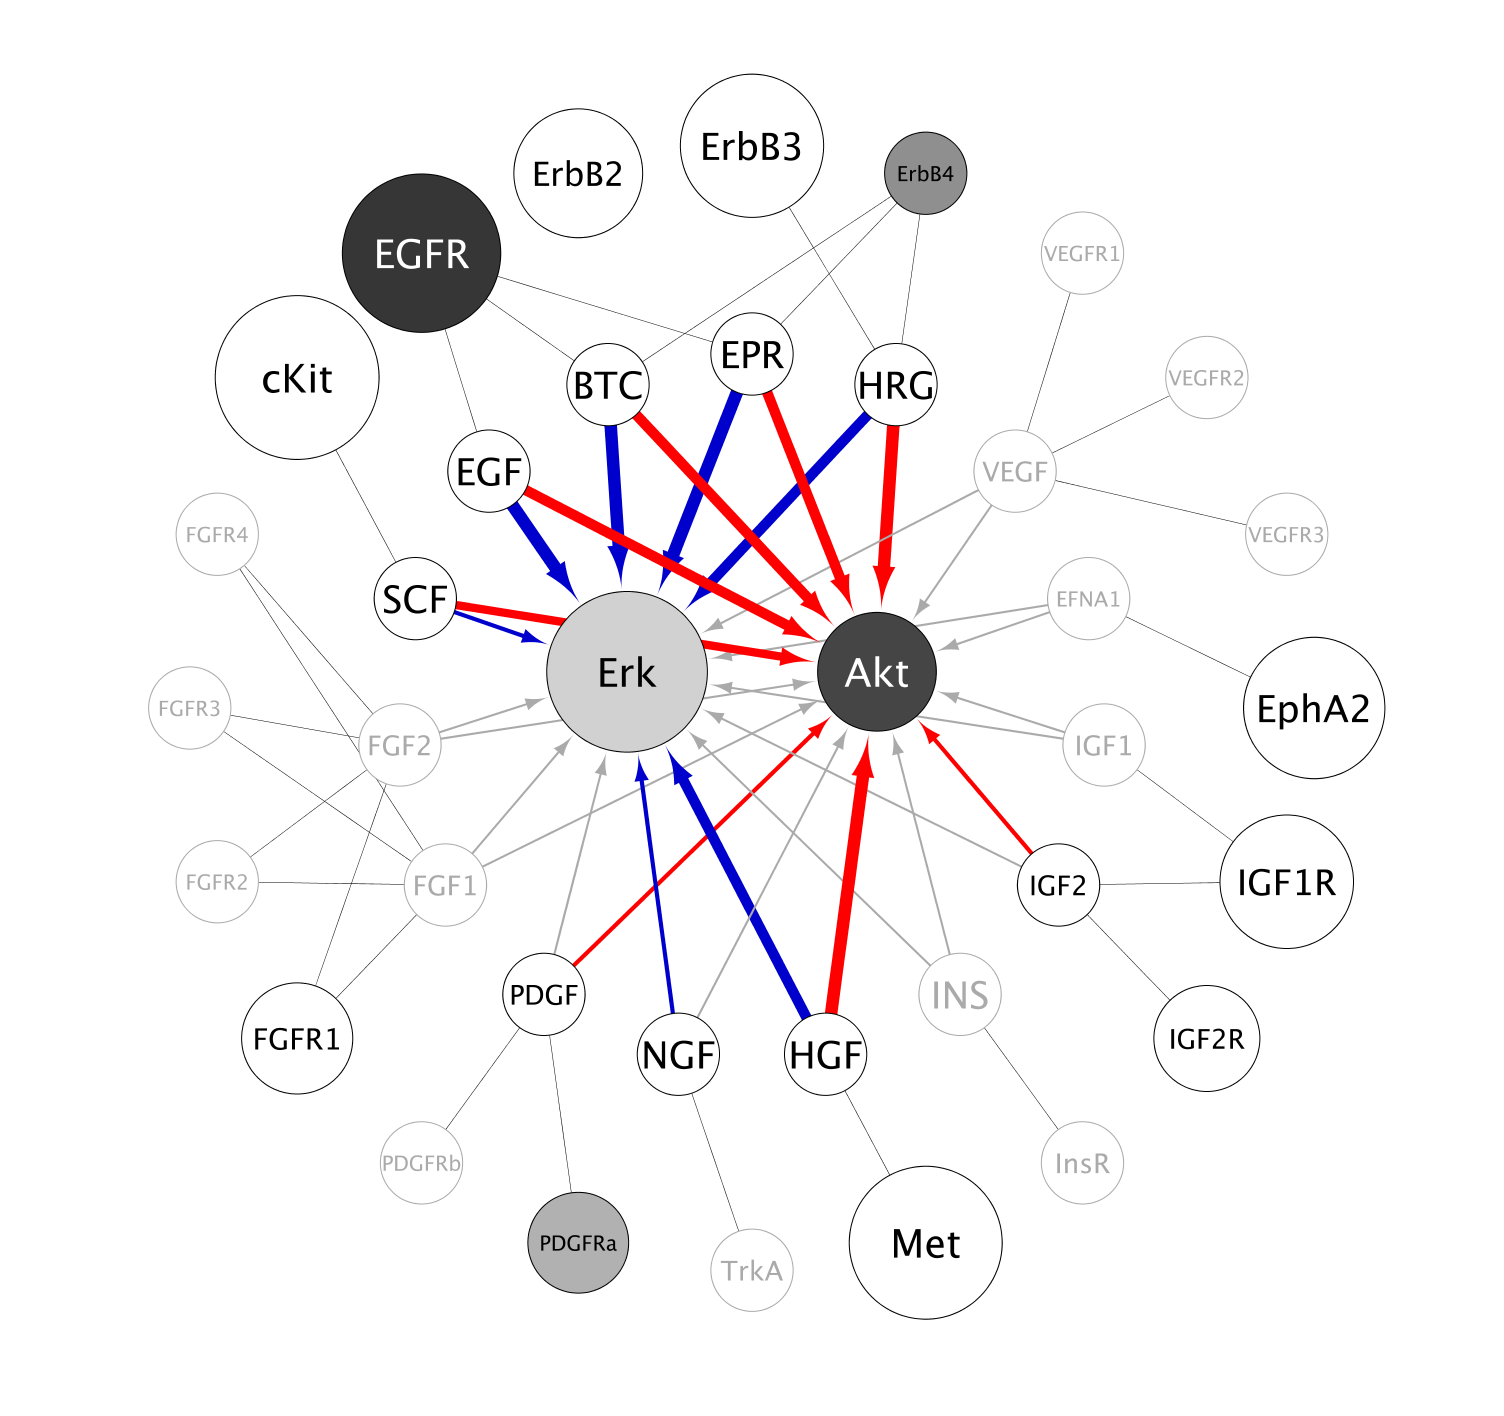 ErbB3
ErbB2
ErbB4
EGFR
VEGFR1
cKit
VEGFR2
EPR
BTC
HRG
EGF
VEGF
FGFR4
VEGFR3
SCF
EFNA1
Erk
Akt
FGFR3
EphA2
FGF2
IGF1
FGFR2
FGF1
IGF2
IGF1R
PDGF
INS
FGFR1
NGF
HGF
IGF2R
PDGFRb
InsR
PDGFRa
Met
TrkA